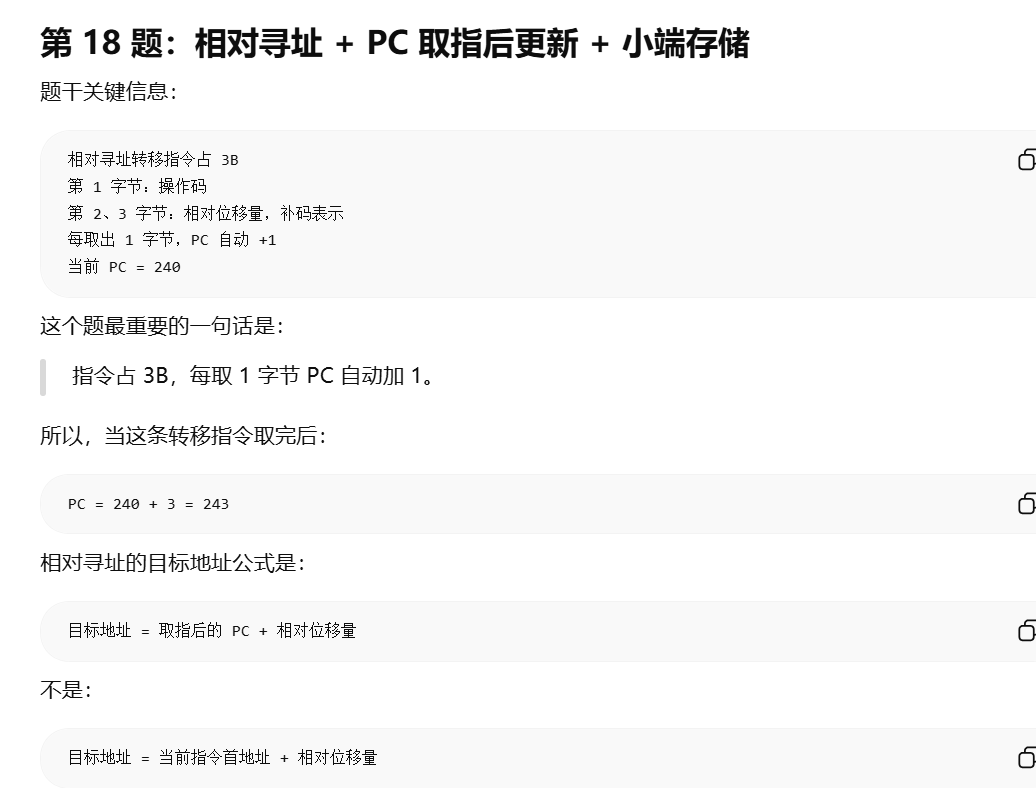 第 18 题：相对寻址 + PC 取指后更新 + 小端存储
题干关键信息：
相对寻址转移指令占 3B
第 1 字节：操作码
第 2、3 字节：相对位移量，补码表示
每取出 1 字节，PC 自动 +1
当前 PC = 240
这个题最重要的一句话是：
指令占 3B，每取 1 字节 PC 自动加 1。
所以，当这条转移指令取完后：
PC = 240 + 3 = 243
相对寻址的目标地址公式是：
目标地址 = 取指后的 PC + 相对位移量
不是：
目标地址 = 当前指令首地址 + 相对位移量